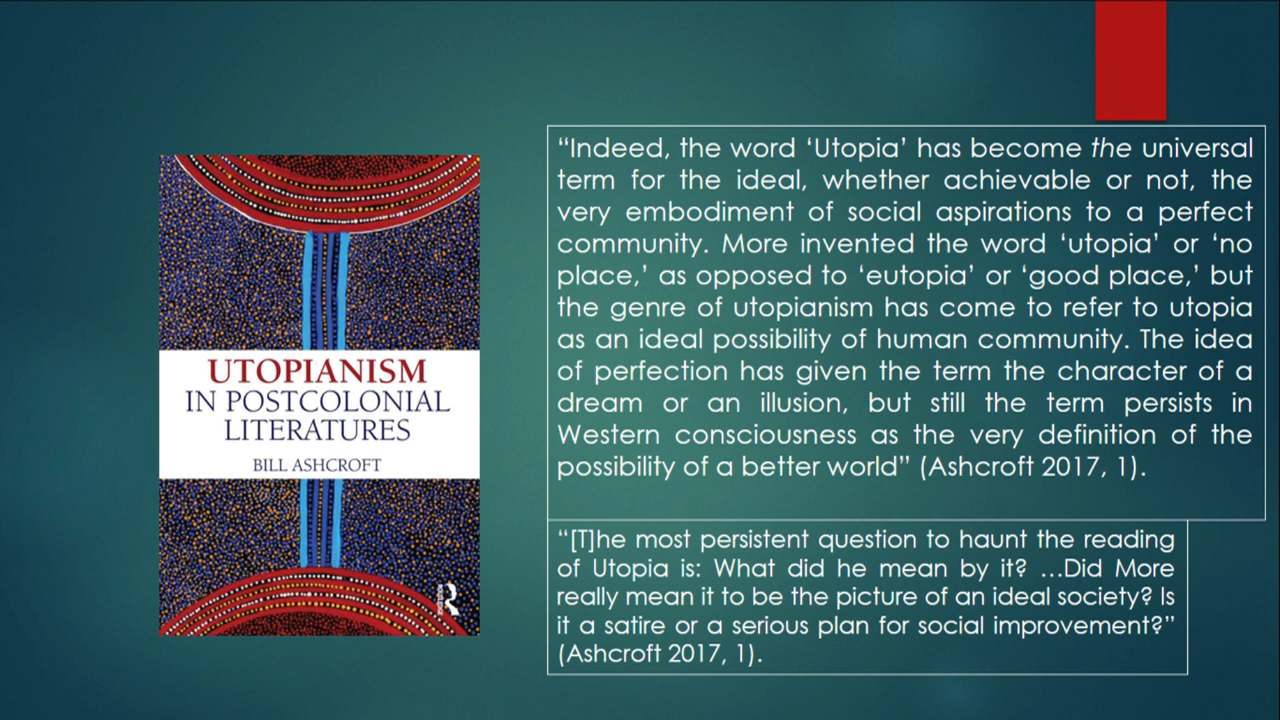 UTOPIANISM
IN POSTCOLONIAL
LITERATURES
BILL ASHCROFT
“Indeed, the word ‘Utopia’ has become the universal
term for the ideal, whether achievable or not, the
very embodiment of social aspirations to a perfect
community. More invented the word ‘utopia’ or ‘no
place,’ as opposed to ‘eutopia’ or ‘good place,’ but
the genre of utopianism has come to refer to utopia
as an ideal possibility of human community. The idea
of perfection has given the term the character of a
dream or an illusion, but still the term persists in
Western consciousness as the very definition of the
possibility of a better world” (Ashcroft 2017, 1).
“[T]he most persistent question to haunt the reading
of Utopia is: What did he mean by it? …Did More
really mean it to be the picture of an ideal society? Is
it a satire or a serious plan for social improvement?”
(Ashcroft 2017, 1).